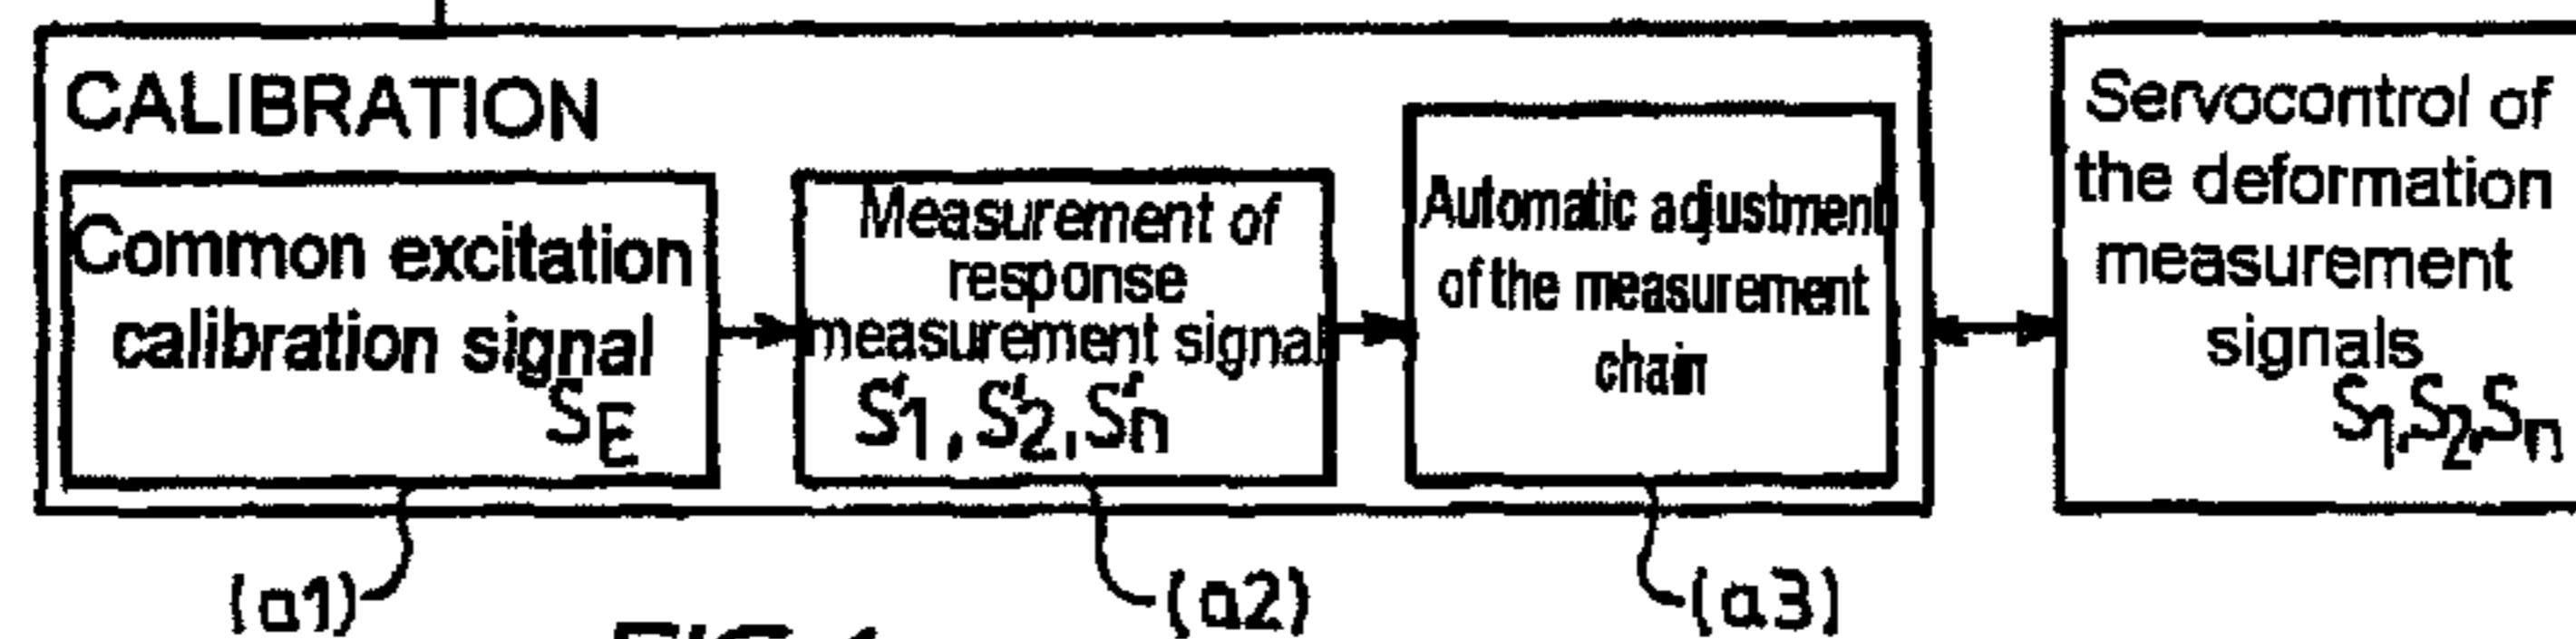 CALIBRATION
Common excitation
calibration signal
SE
(a1)
Measurement of
response
measurement signal
S'1, S'2, S'n
(a2)
Automatic adjustment
of the measurement
chain
(a3)
Servocontrol of
the deformation
measurement
signals
S1, S2, Sn